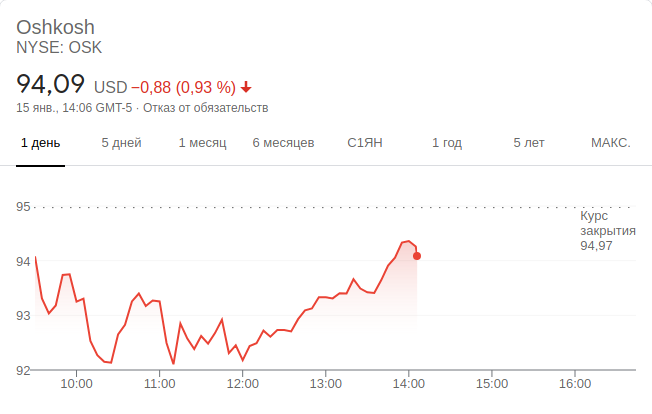 Oshkosh
NYSE: OSK
94,09 USD −0,88 (0,93 %)
15 янв., 14:06 GMT-5 · Отказ от обязательств
1 день 5 дней 1 месяц 6 месяцев С1ЯН 1 год 5 лет МАКС.
95
Курс
закрытия
94,97
94
93
92
10:00 11:00 12:00 13:00 14:00 15:00 16:00